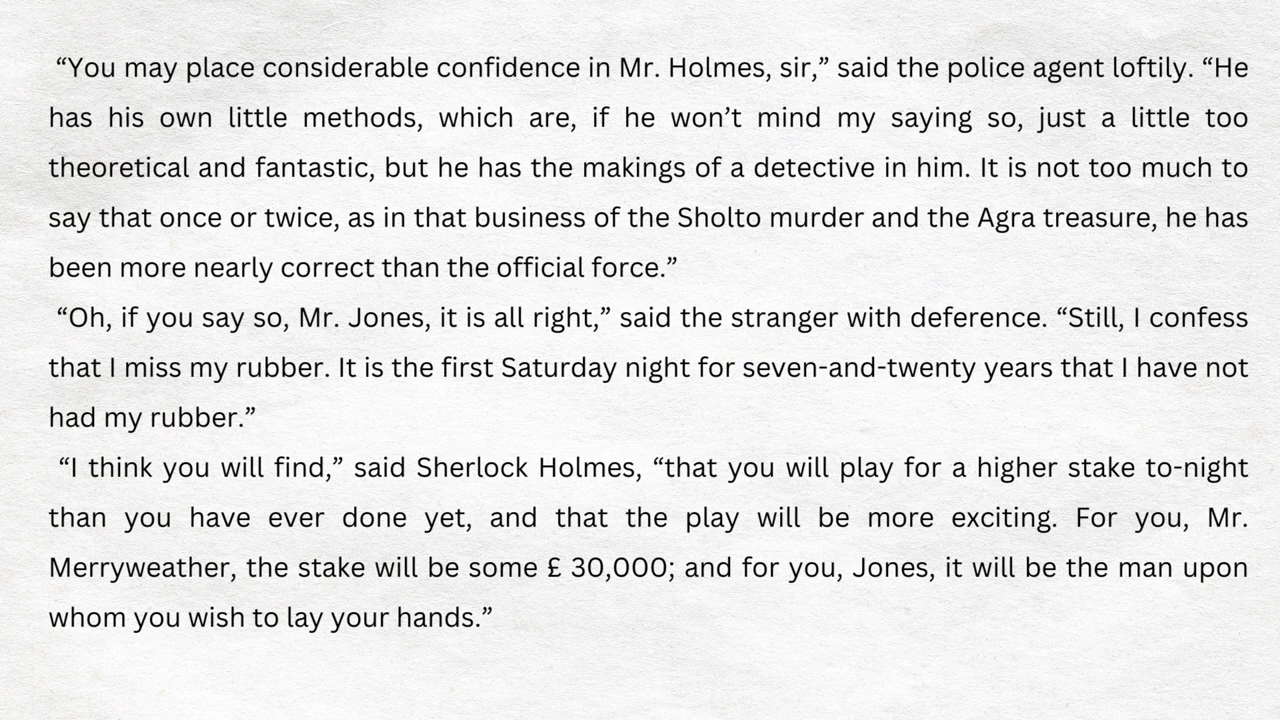 “You may place considerable confidence in Mr. Holmes, sir,” said the police agent loftily. “He
has his own little methods, which are, if he won’t mind my saying so, just a little too
theoretical and fantastic, but he has the makings of a detective in him. It is not too much to
say that once or twice, as in that business of the Sholto murder and the Agra treasure, he has
been more nearly correct than the official force.”
“Oh, if you say so, Mr. Jones, it is all right,” said the stranger with deference. “Still, I confess
that I miss my rubber. It is the first Saturday night for seven-and-twenty years that I have not
had my rubber.”
“I think you will find,” said Sherlock Holmes, “that you will play for a higher stake to-night
than you have ever done yet, and that the play will be more exciting. For you, Mr.
Merryweather, the stake will be some £ 30,000; and for you, Jones, it will be the man upon
whom you wish to lay your hands.”